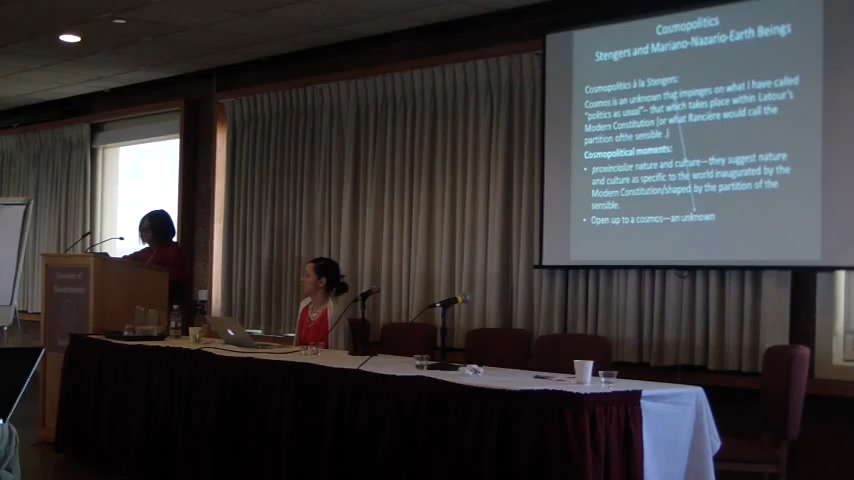 Cosmopolitics
Stengers and Mariano-Nazario-Earth Beings
Cosmopolitics à la Stengers:
Cosmos is an unknown that impinges on what I have called
"politics as usual"– that which takes place within Latour's
Modern Constitution (or what Rancière would call the
partition ofthe sensible .)
Cosmopolitical moments:
• provincialize nature and culture—they suggest nature
and culture as specific to the world inaugurated by the
Modern Constitution/shaped by the partition of the
sensible.
• Open up to a cosmos—an unknown
University of